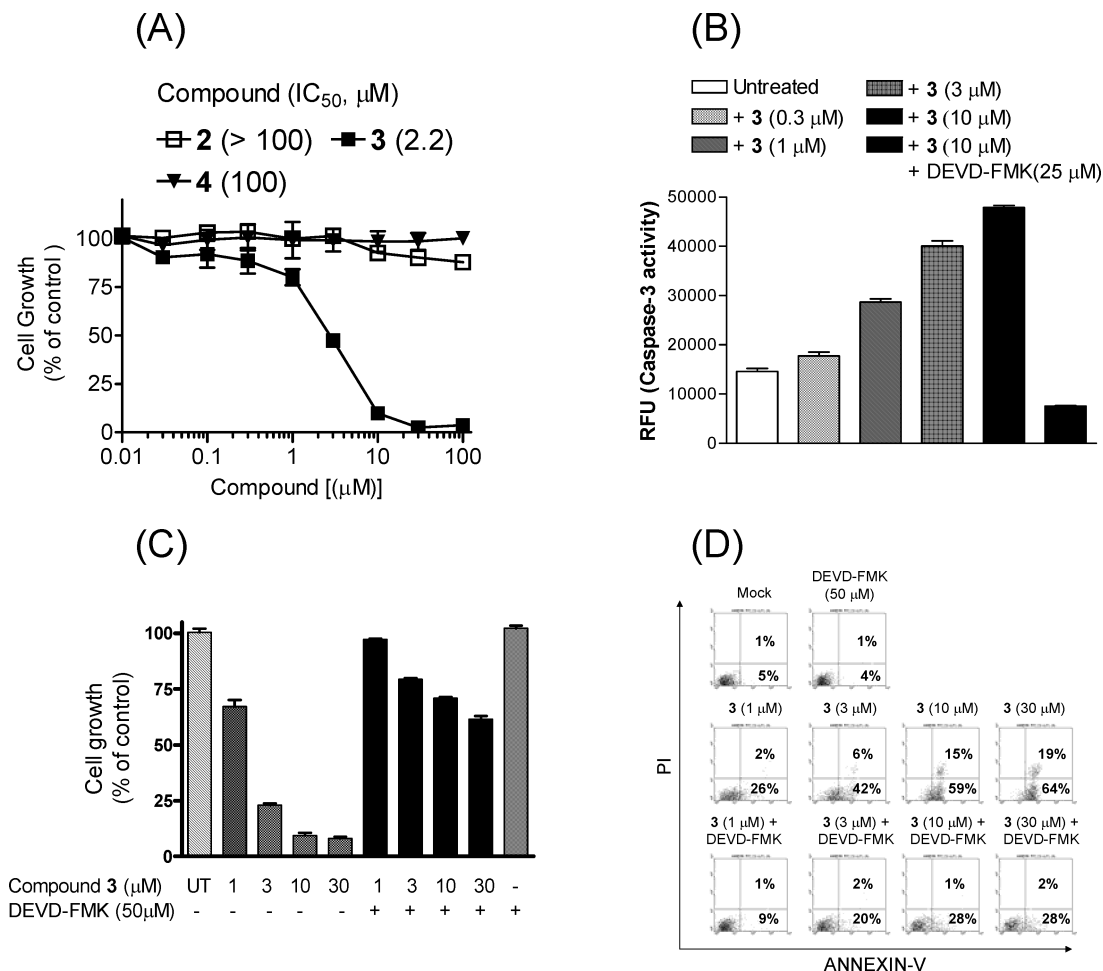 (A)
Compound (IC50, μM)
2 (> 100) 3 (2.2)
4 (100)
Cell Growth
(% of control)
100
75
50
25
0
0.01 0.1 1 10 100
Compound [(μM)]
(B)
Untreated
+ 3 (0.3 μM)
+ 3 (1 μM)
+ 3 (3 μM)
+ 3 (10 μM)
+ 3 (10 μM)
+ DEVD-FMK(25 μM)
RFU (Caspase-3 activity)
50000
40000
30000
20000
10000
0
(C)
Cell growth
(% of control)
100
75
50
25
0
Compound 3 (μM) UT 1 3 10 30 1 3 10 30 -
DEVD-FMK (50μM) - - - - - + + + + +
(D)
Mock
DEVD-FMK
(50 μM)
1% 1%
5% 4%
3 (1 μM) 3 (3 μM) 3 (10 μM) 3 (30 μM)
2% 6% 15% 19%
26% 42% 59% 64%
3 (1 μM) + 3 (3 μM) + 3 (10 μM) + 3 (30 μM) +
DEVD-FMK DEVD-FMK DEVD-FMK DEVD-FMK
1% 2% 1% 2%
9% 20% 28% 28%
PI
ANNEXIN-V